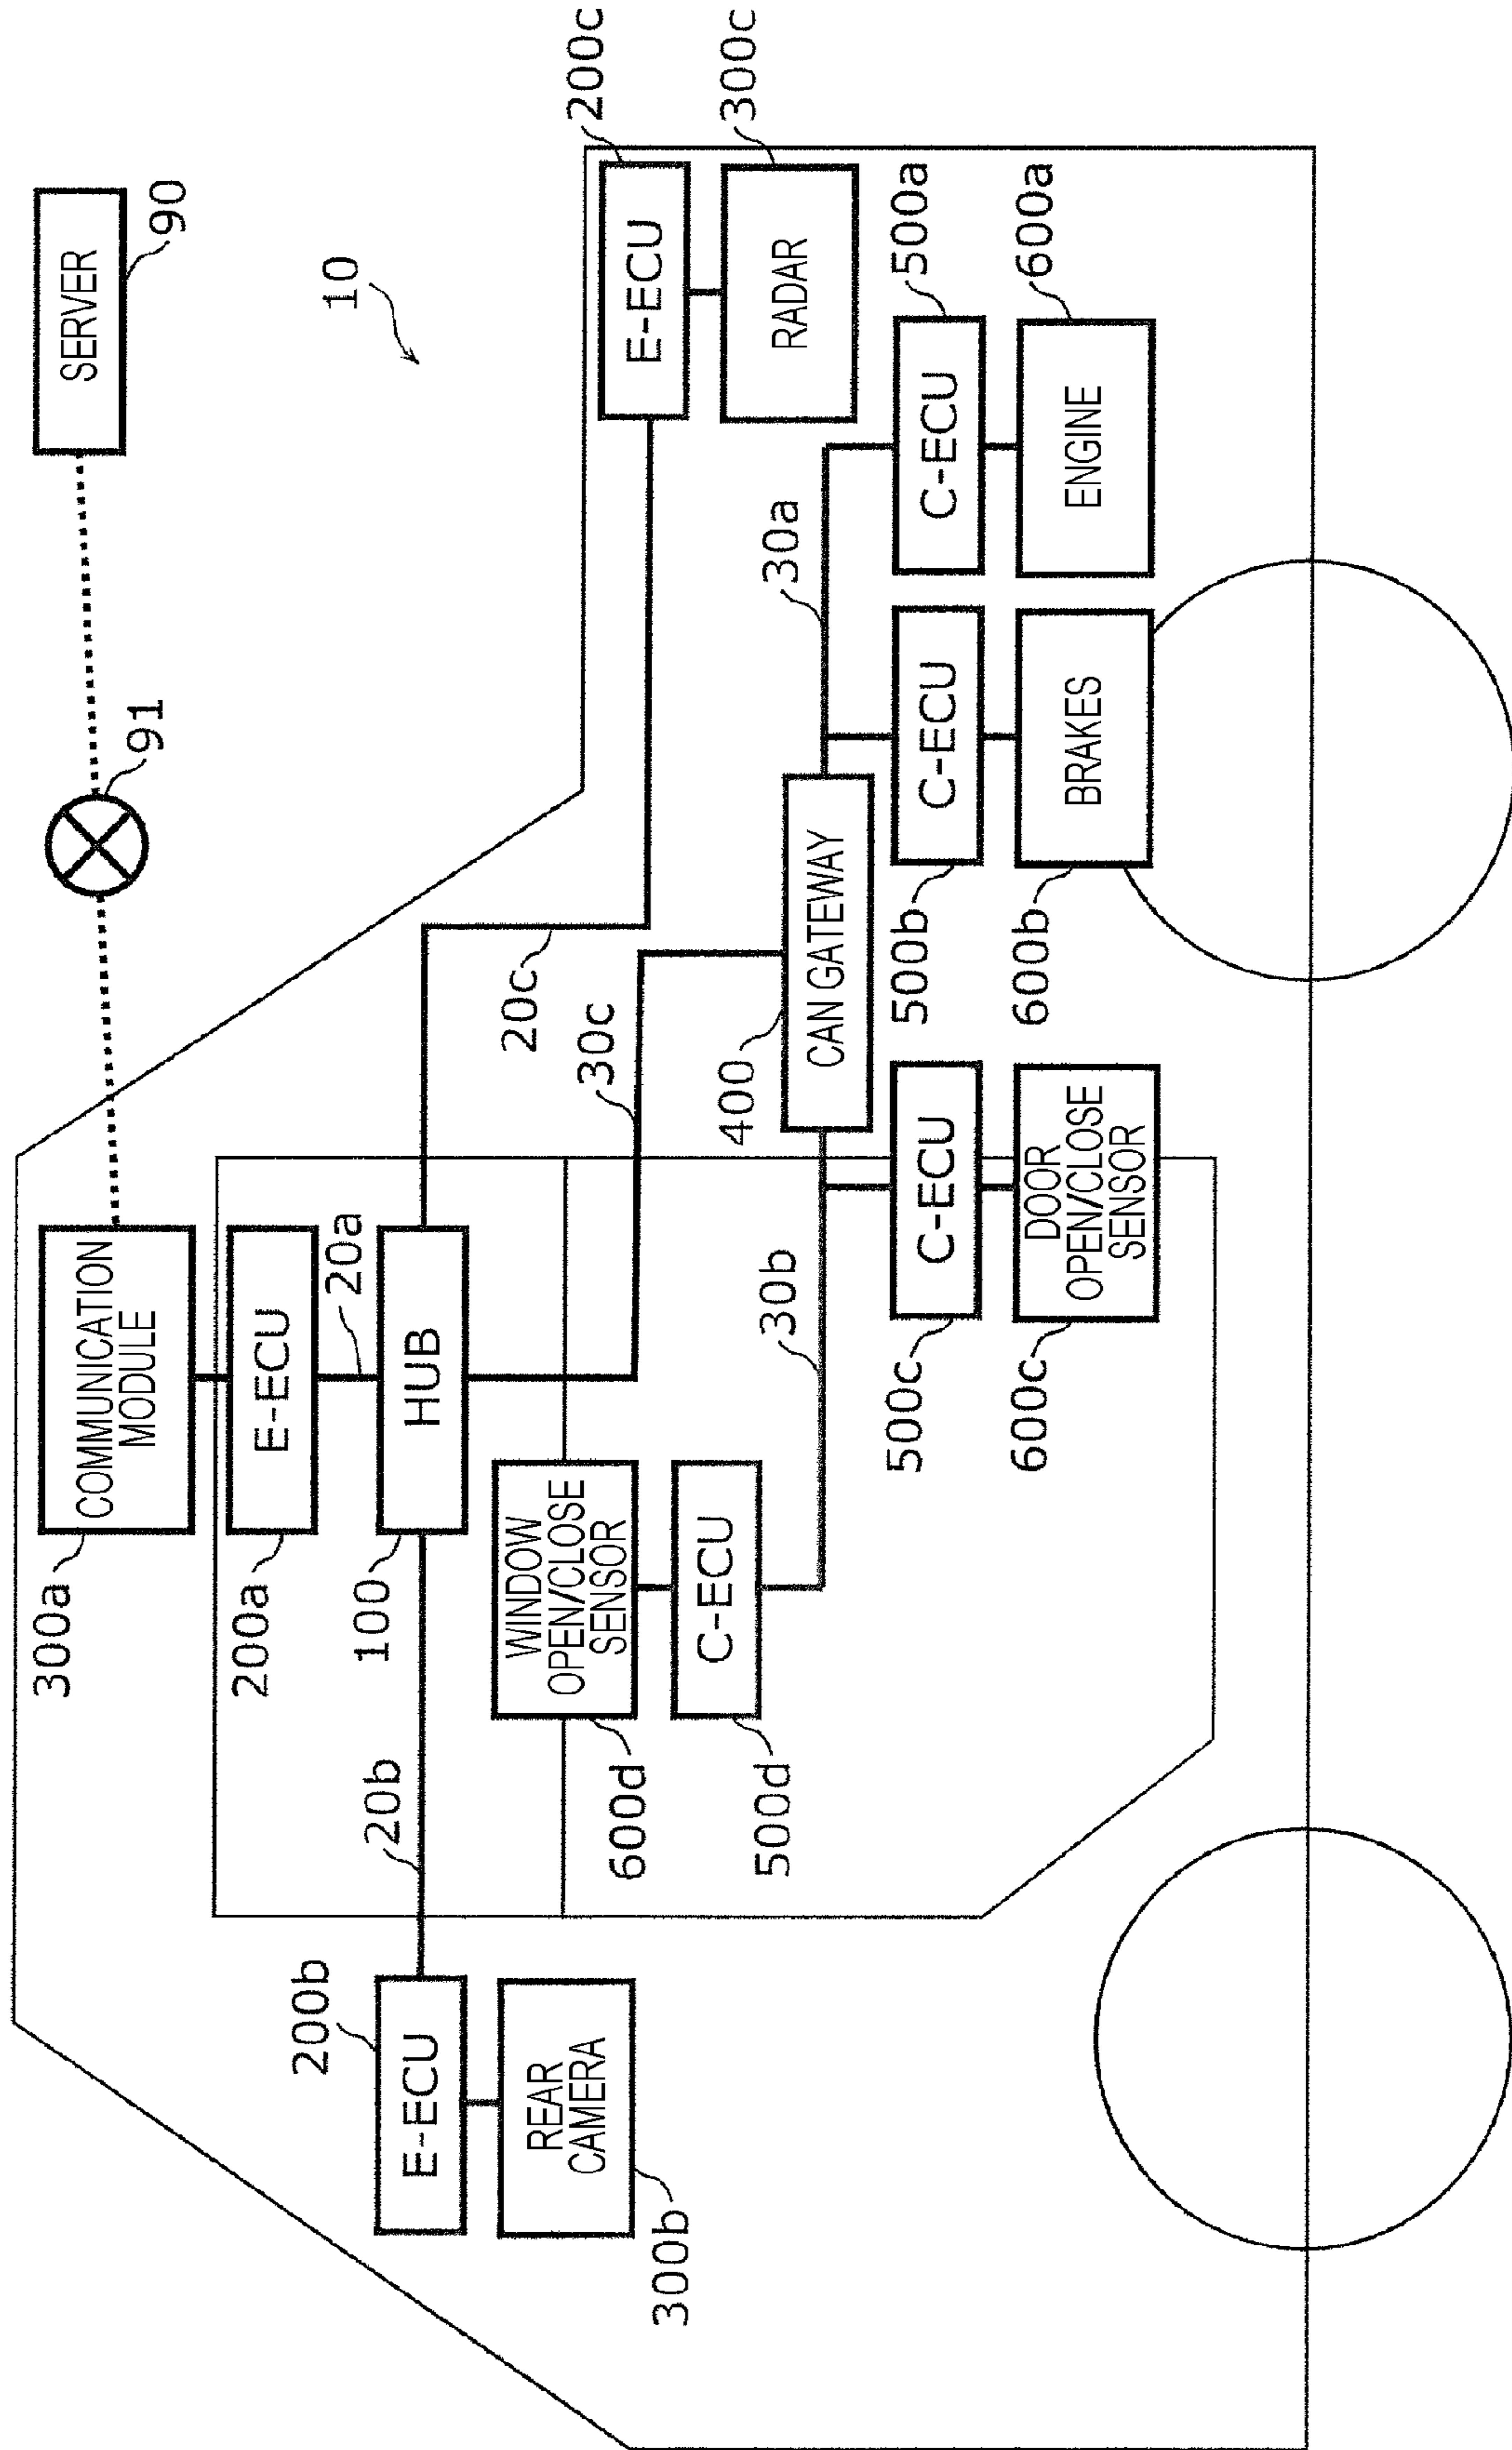 SERVER
90
91
10
COMMUNICATION
MODULE
300a
E-ECU
200a
20a
HUB
100
20b
20c
30c
E-ECU
200b
REAR
CAMERA
300b
WINDOW
OPEN/CLOSE
SENSOR
600d
C-ECU
500d
30b
E-ECU
200c
RADAR
300c
CAN GATEWAY
400
30a
C-ECU
500a
ENGINE
600a
C-ECU
500b
BRAKES
600b
C-ECU
500c
DOOR
OPEN/CLOSE
SENSOR
600c